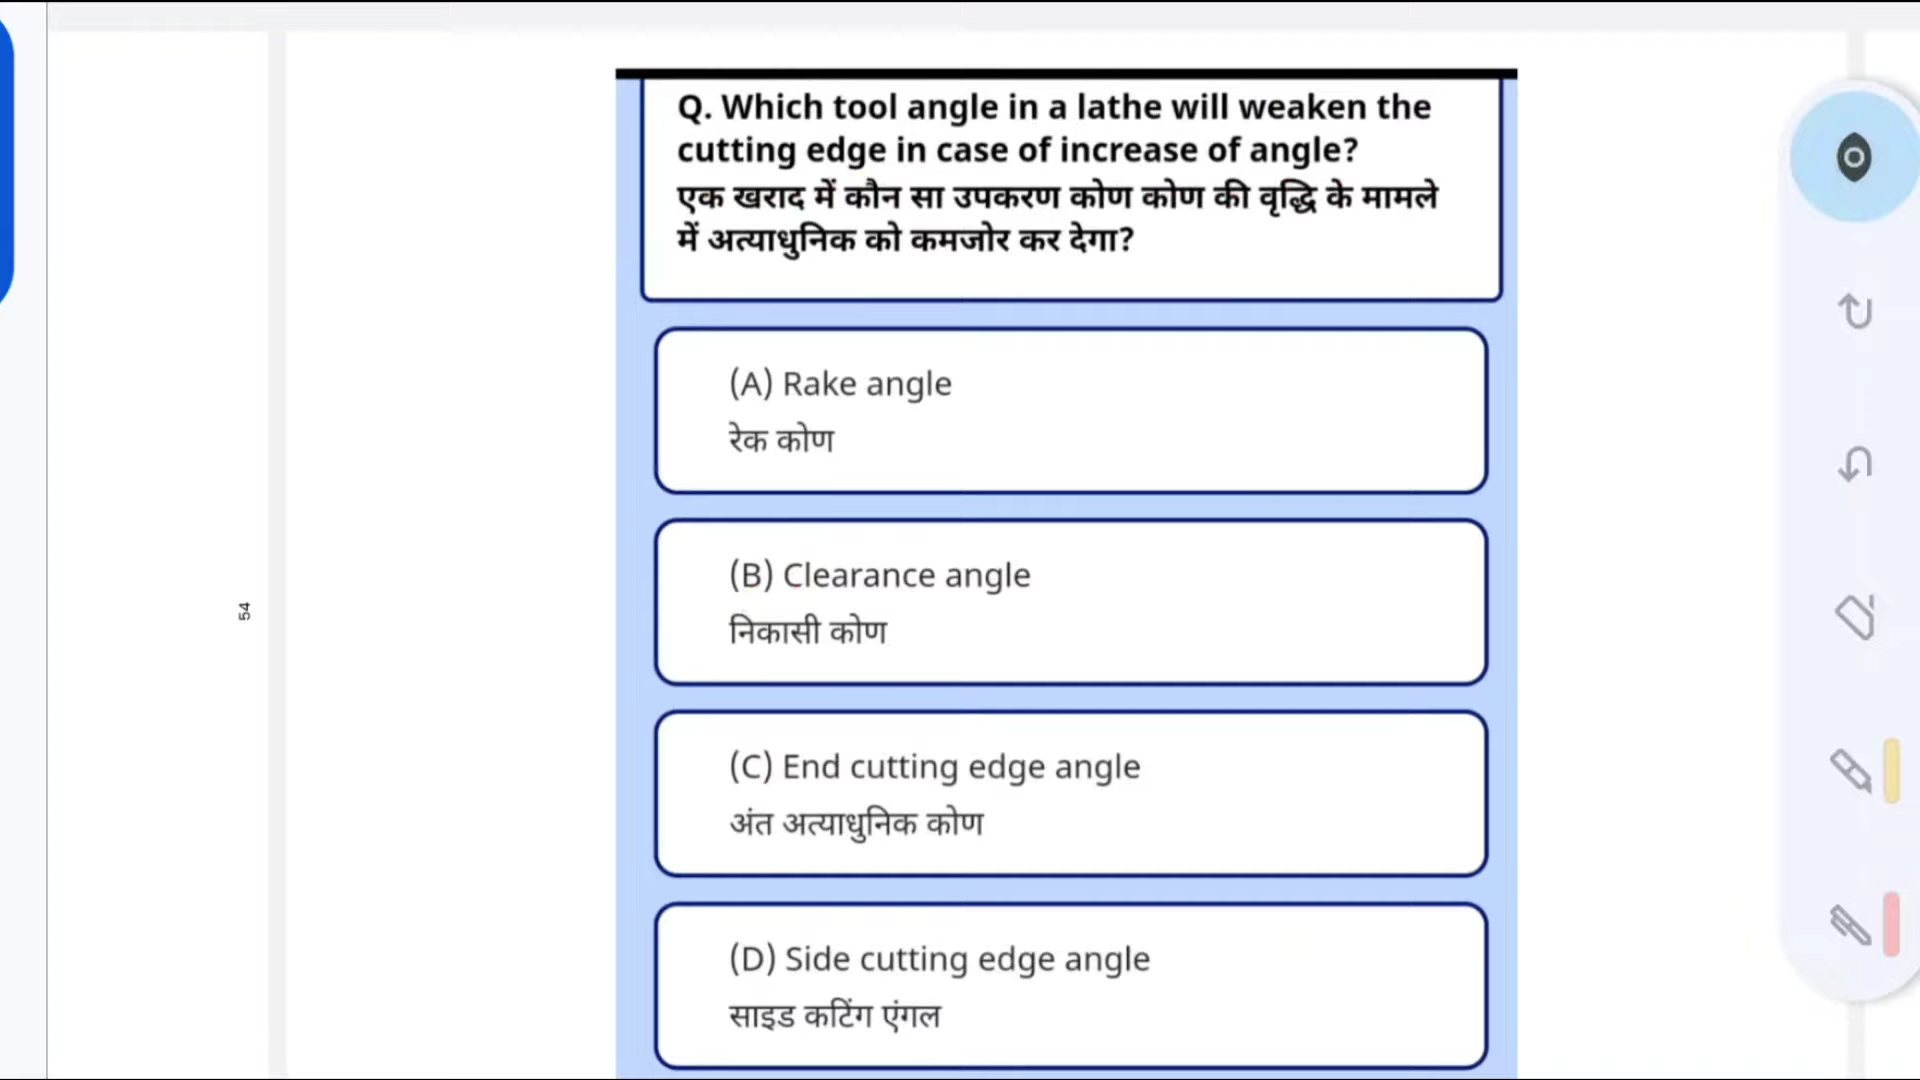 Q. Which tool angle in a lathe will weaken the
cutting edge in case of increase of angle?
एक खराद में कौन सा उपकरण कोण कोण की वृद्धि के मामले
में अत्याधुनिक को कमजोर कर देगा?
(A) Rake angle
रेक कोण
(B) Clearance angle
निकासी कोण
54
(C) End cutting edge angle
अंत अत्याधुनिक कोण
(D) Side cutting edge angle
साइड कटिंग एंगल